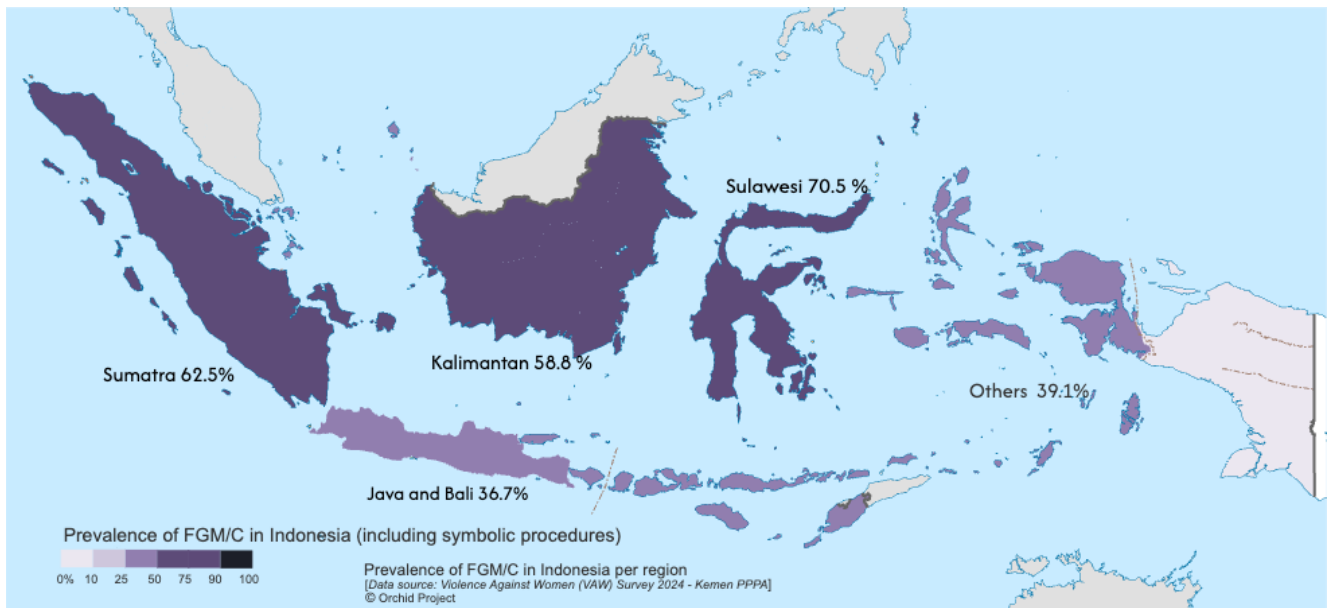 Sulawesi 70.5 %
Kalimantan 58.8 %
Sumatra 62.5%
Others 39.1%
Java and Bali 36.7%
Prevalence of FGM/C in Indonesia (including symbolic procedures)
0% 10 25 50 75 90 100
Prevalence of FGM/C in Indonesia per region
[Data source: Violence Against Women (VAW) Survey 2024 - Kemen PPPA]
© Orchid Project